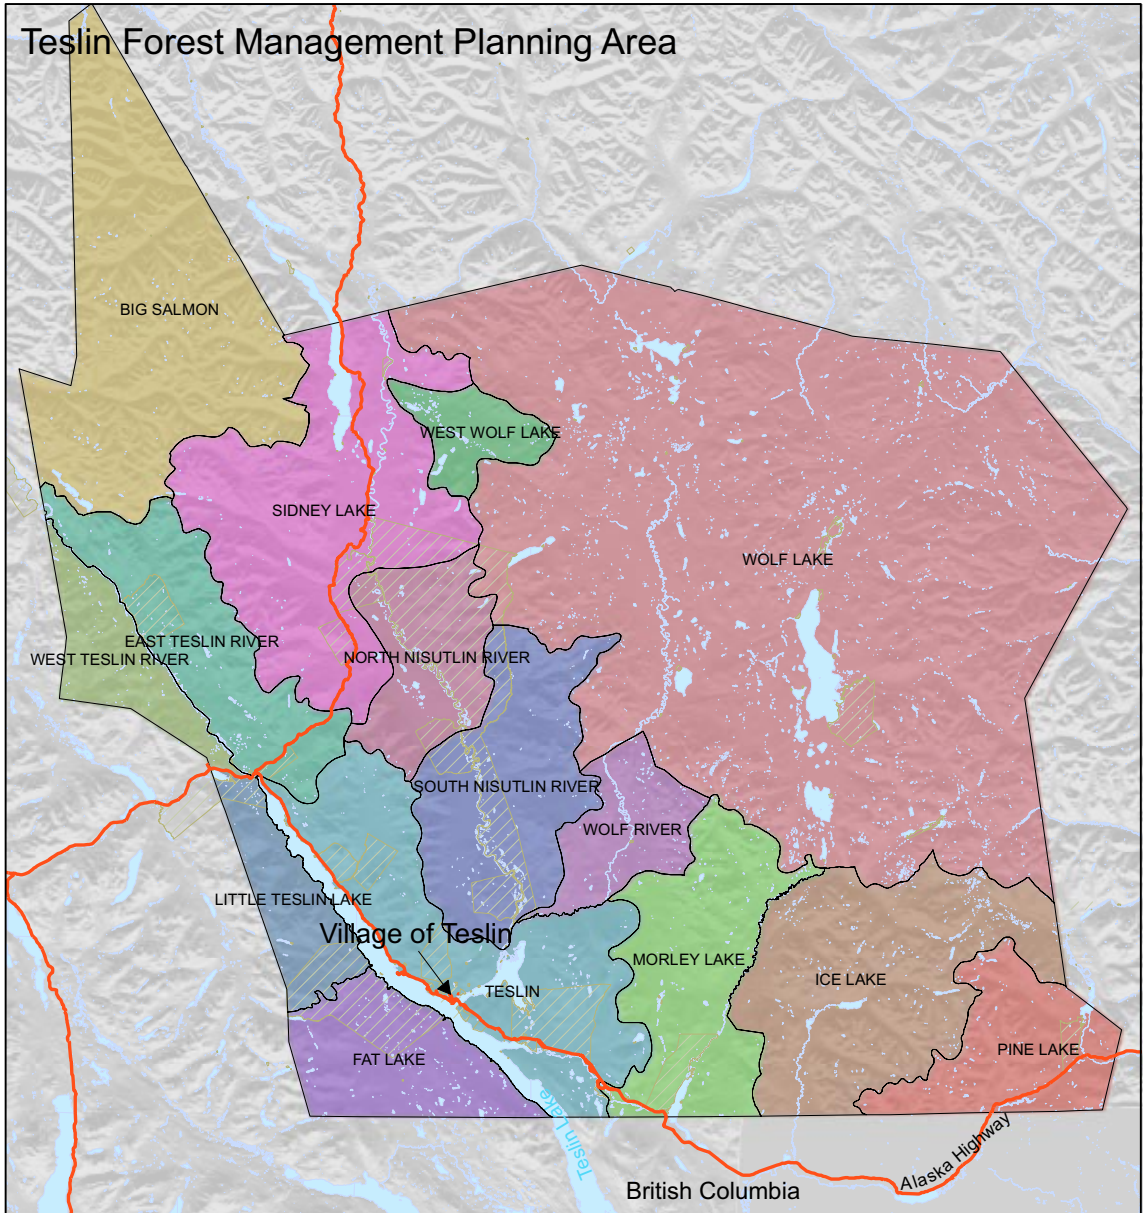 Teslin Forest Management Planning Area
BIG SALMON
WEST WOLF LAKE
SIDNEY LAKE
WOLF LAKE
EAST TESLIN RIVER
WEST TESLIN RIVER
NORTH NISUTLIN RIVER
SOUTH NISUTLIN RIVER
WOLF RIVER
LITTLE TESLIN LAKE
Village of Teslin
MORLEY LAKE
ICE LAKE
TESLIN
PINE LAKE
FAT LAKE
Teslin Lake
Alaska Highway
British Columbia